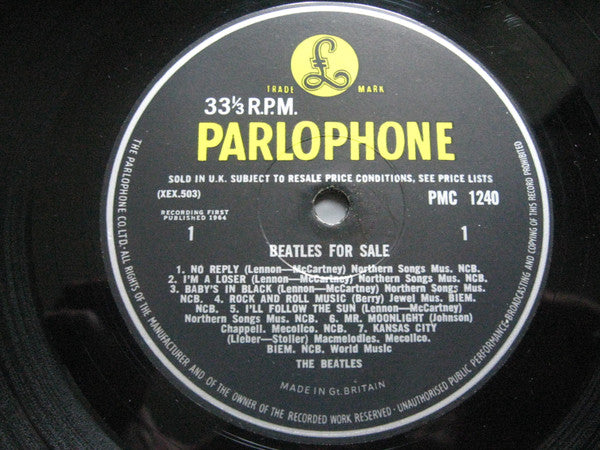 £
TRADE MARK
33⅓ R.P.M.
PARLOPHONE
SOLD IN U.K. SUBJECT TO RESALE PRICE CONDITIONS, SEE PRICE LISTS
(XEX.503) PMC 1240
RECORDING FIRST
PUBLISHED 1964
1 1
BEATLES FOR SALE
1. NO REPLY (Lennon—McCartney) Northern Songs Mus. NCB.
2. I'M A LOSER (Lennon—McCartney) Northern Songs Mus. NCB.
3. BABY'S IN BLACK (Lennon—McCartney) Northern Songs Mus.
NCB. 4. ROCK AND ROLL MUSIC (Berry) Jewel Mus. BIEM.
NCB. 5. I'LL FOLLOW THE SUN (Lennon—McCartney)
Northern Songs Mus. NCB. 6. MR. MOONLIGHT (Johnson)
Chappell. Mecolico. NCB. 7. KANSAS CITY
(Lieber—Stoller) Macmelodies. Mecolico.
BIEM. NCB. World Music
THE BEATLES
MADE IN Gt. BRITAIN
THE PARLOPHONE CO. LTD.·ALL RIGHTS OF THE MANUFACTURER AND OF THE OWNER OF THE RECORDED WORK RESERVED·UNAUTHORISED PUBLIC PERFORMANCE·BROADCASTING AND COPYING OF THIS RECORD PROHIBITED